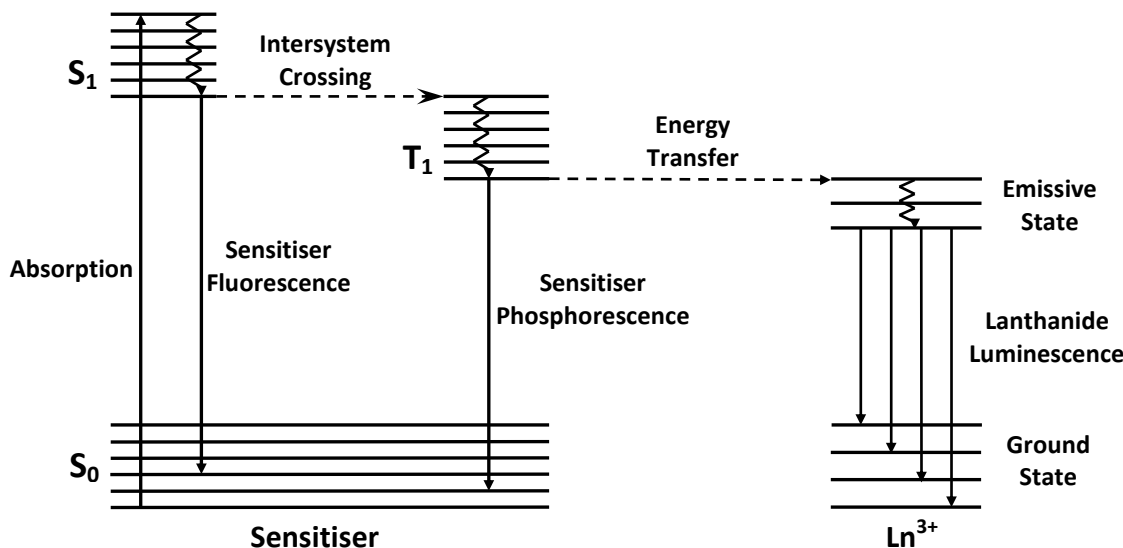 S₁
Intersystem
Crossing
T₁
Energy
Transfer
Emissive
State
Absorption
Sensitiser
Fluorescence
Sensitiser
Phosphorescence
Lanthanide
Luminescence
S₀
Ground
State
Sensitiser
Ln³⁺